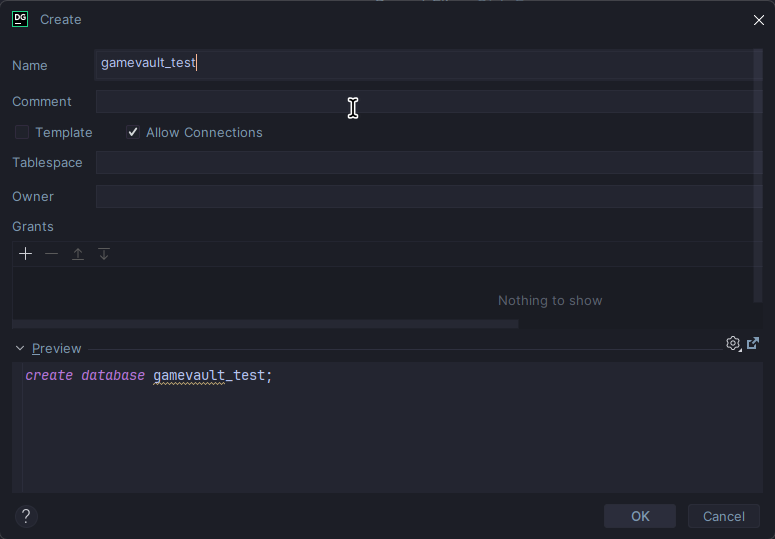 DG Create
Name gamevault_test
Comment
Template Allow Connections
Tablespace
Owner
Grants
Nothing to show
Preview
create database gamevault_test;
? OK Cancel